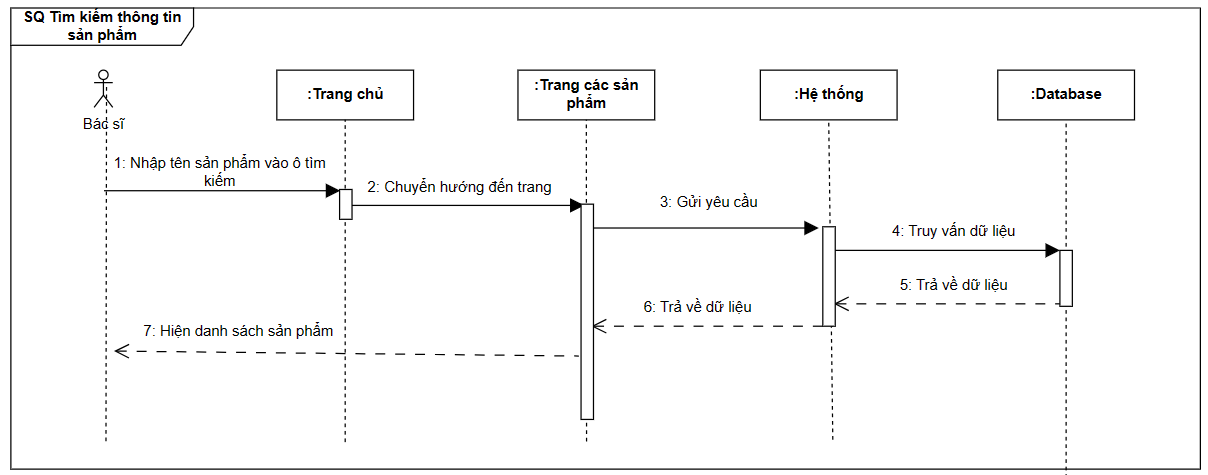 SQ Tìm kiếm thông tin
sản phẩm
Bác sĩ
:Trang chủ
:Trang các sản
phẩm
:Hệ thống
:Database
1: Nhập tên sản phẩm vào ô tìm
kiếm
2: Chuyển hướng đến trang
3: Gửi yêu cầu
4: Truy vấn dữ liệu
5: Trả về dữ liệu
6: Trả về dữ liệu
7: Hiện danh sách sản phẩm